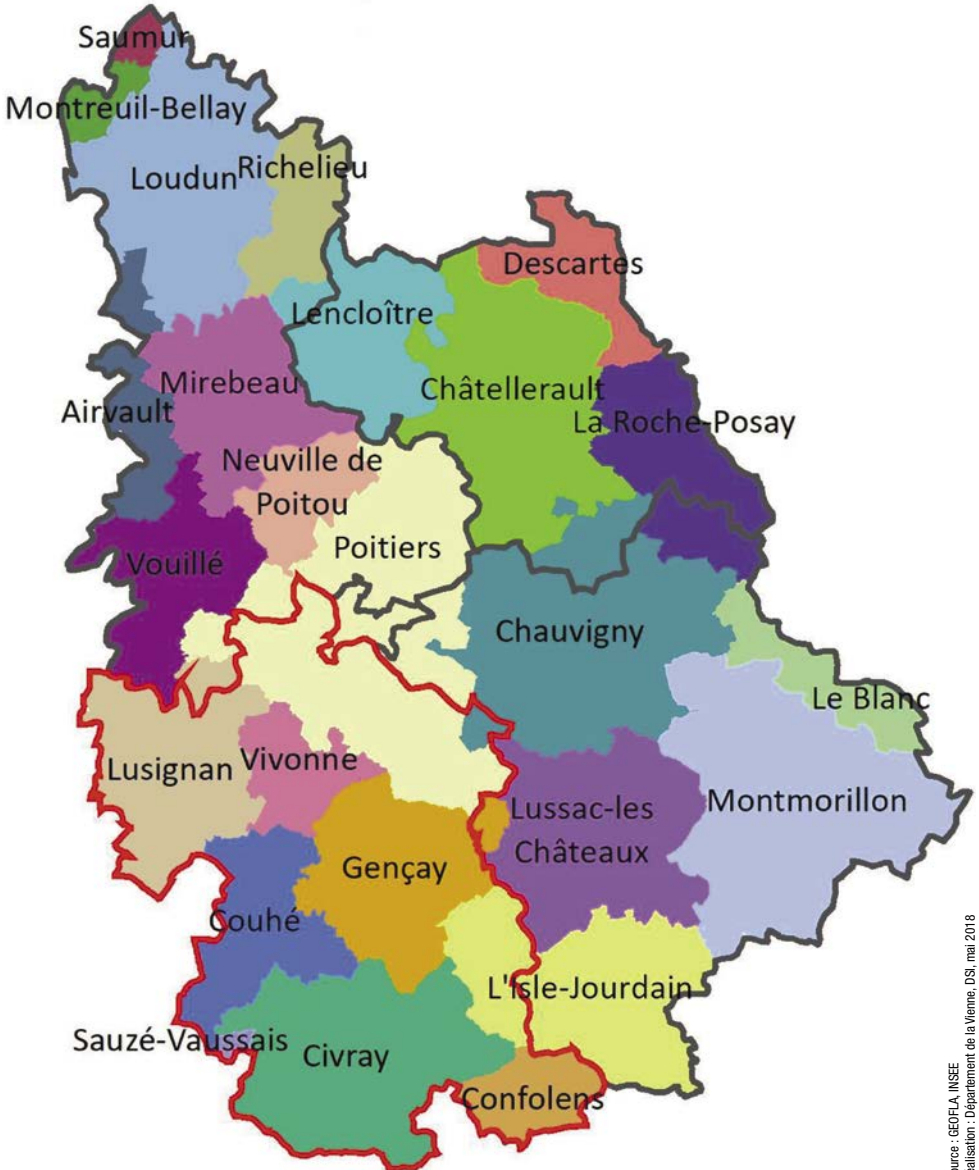 Saumur
Montreuil-Bellay
Loudun
Richelieu
Descartes
Lencloître
Mirebeau
Châtellerault
Airvault
La Roche-Posay
Neuville de
Poitou
Poitiers
Vouillé
Chauvigny
Le Blanc
Lusignan
Vivonne
Lussac-les
Châteaux
Montmorillon
Gençay
Couhé
L'Isle-Jourdain
Sauzé-Vaussais
Civray
Confolens
ource : GEOFLA, INSEE
alisation : Département de la Vienne, DSI, mai 2018